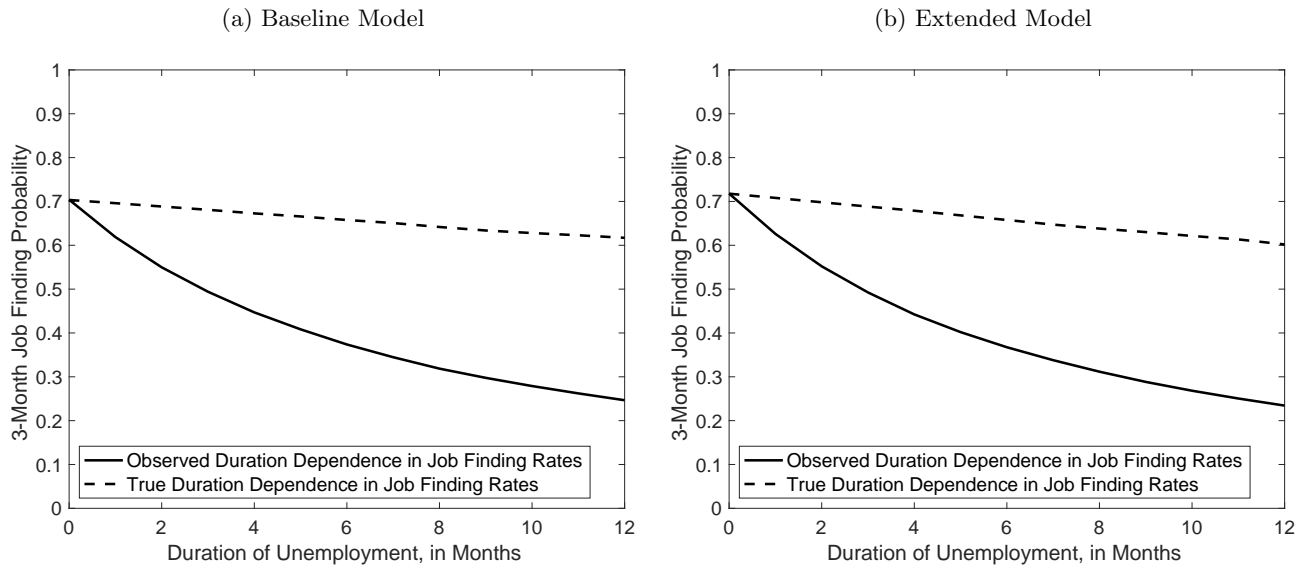 (a) Baseline Model
1
0.9
0.8
0.7
0.6
0.5
0.4
0.3
0.2
0.1
0
3-Month Job Finding Probability
Observed Duration Dependence in Job Finding Rates
True Duration Dependence in Job Finding Rates
0 2 4 6 8 10 12
Duration of Unemployment, in Months
(b) Extended Model
1
0.9
0.8
0.7
0.6
0.5
0.4
0.3
0.2
0.1
0
3-Month Job Finding Probability
Observed Duration Dependence in Job Finding Rates
True Duration Dependence in Job Finding Rates
0 2 4 6 8 10 12
Duration of Unemployment, in Months